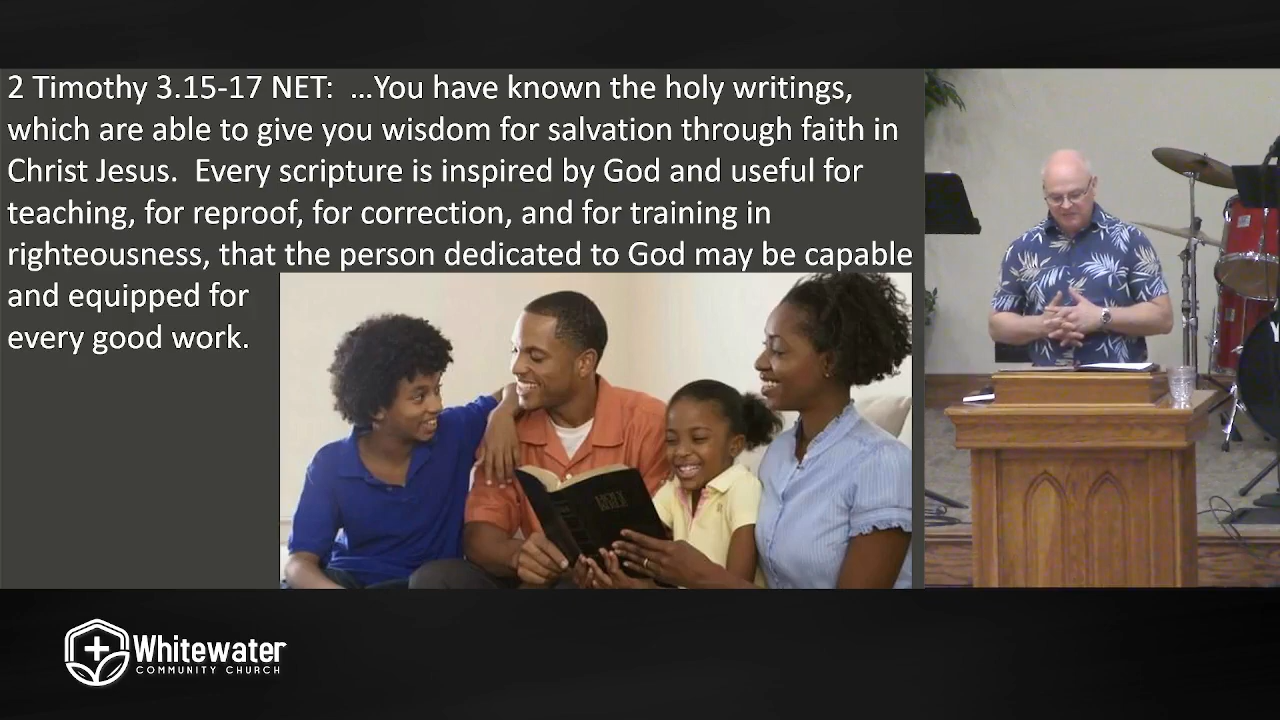 2 Timothy 3.15-17 NET:  ...You have known the holy writings,
which are able to give you wisdom for salvation through faith in
Christ Jesus.  Every scripture is inspired by God and useful for
teaching, for reproof, for correction, and for training in
righteousness, that the person dedicated to God may be capable
and equipped for
every good work.
HOLY
BIBLE
Whitewater
COMMUNITY CHURCH